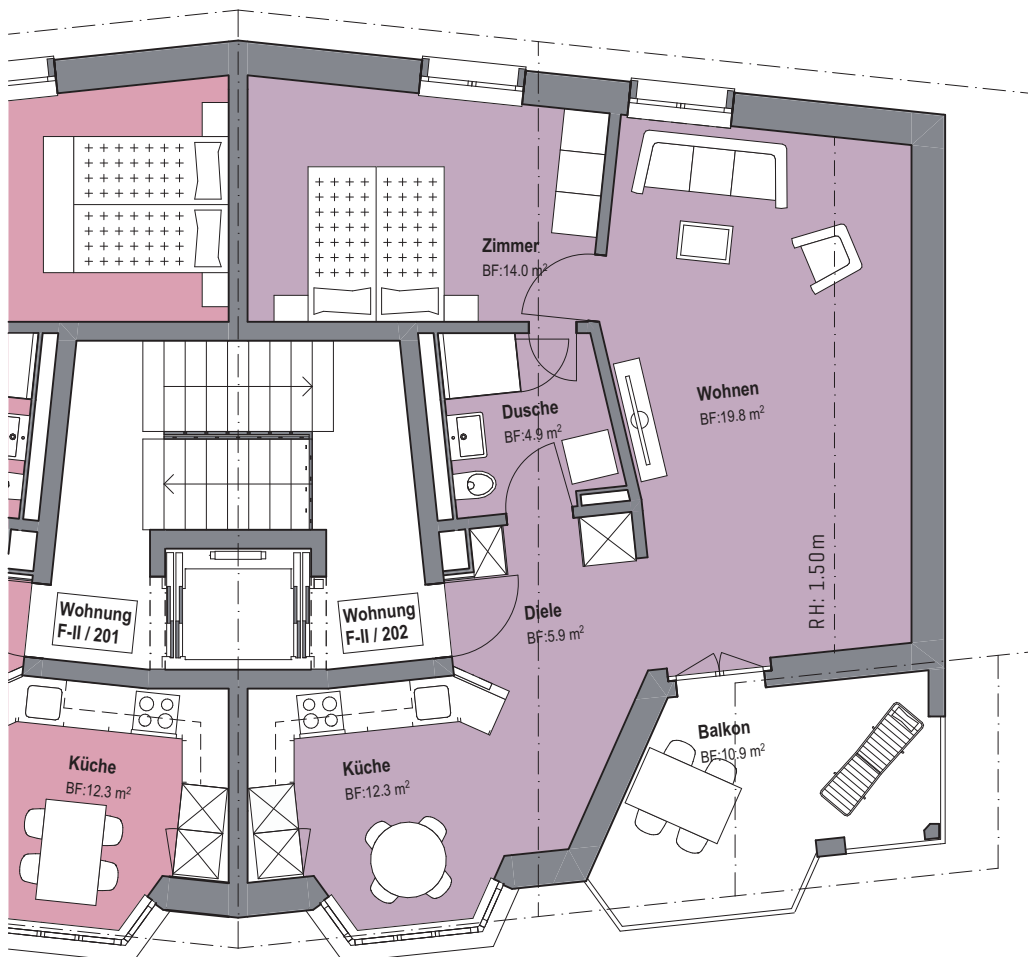 Zimmer
BF:14.0 m²
Wohnen
BF:19.8 m²
Dusche
BF:4.9 m²
RH: 1.50m
Wohnung
F-II / 201
Wohnung
F-II / 202
Diele
BF:5.9 m²
Balkon
BF:10.9 m²
Küche
BF:12.3 m²
Küche
BF:12.3 m²